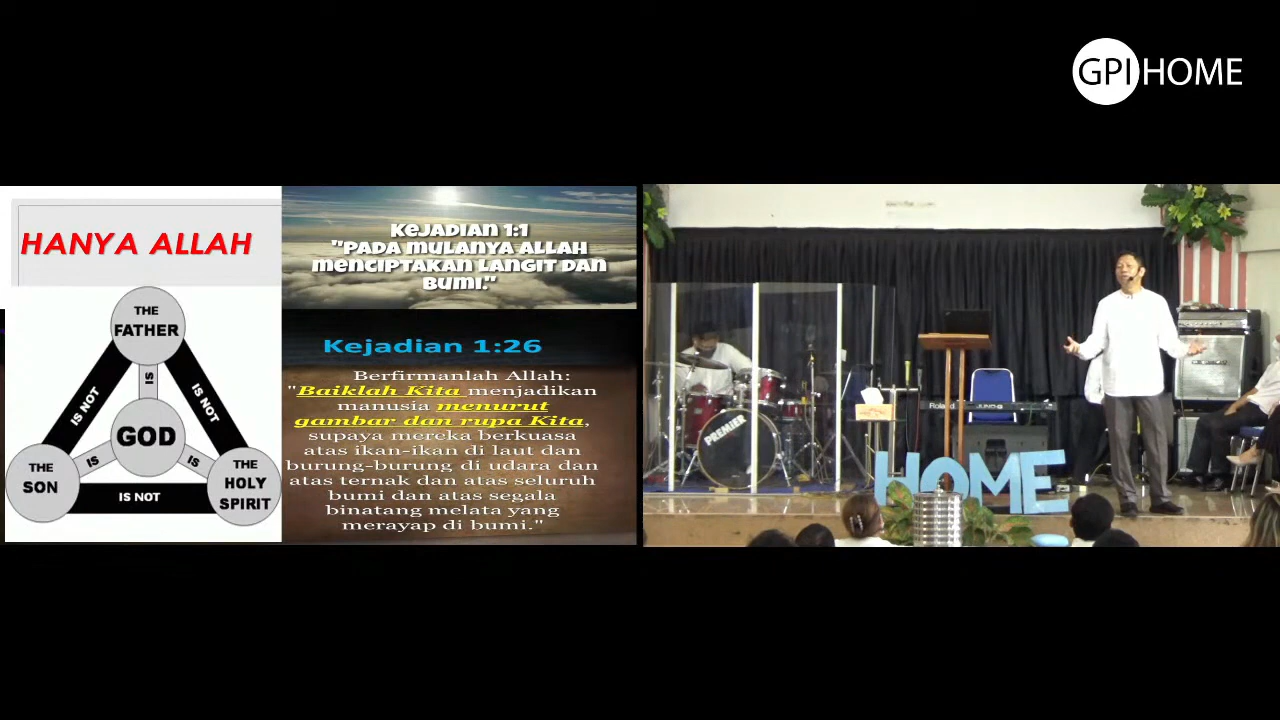 GPI HOME
HANYA ALLAH
THE
FATHER
IS NOT
IS
IS NOT
GOD
IS
IS
THE
SON
IS NOT
THE
HOLY
SPIRIT
KEJADIAN 1:1
"PADA MULANYA ALLAH
MENCIPTAKAN LANGIT DAN
BUMI."
Kejadian 1:26
Berfirmanlah Allah:
"Baiklah Kita menjadikan
manusia menurut
gambar dan rupa Kita,
supaya mereka berkuasa
atas ikan-ikan di laut dan
burung-burung di udara dan
atas ternak dan atas seluruh
bumi dan atas segala
binatang melata yang
merayap di bumi."
PREMIER
Roland
HOME